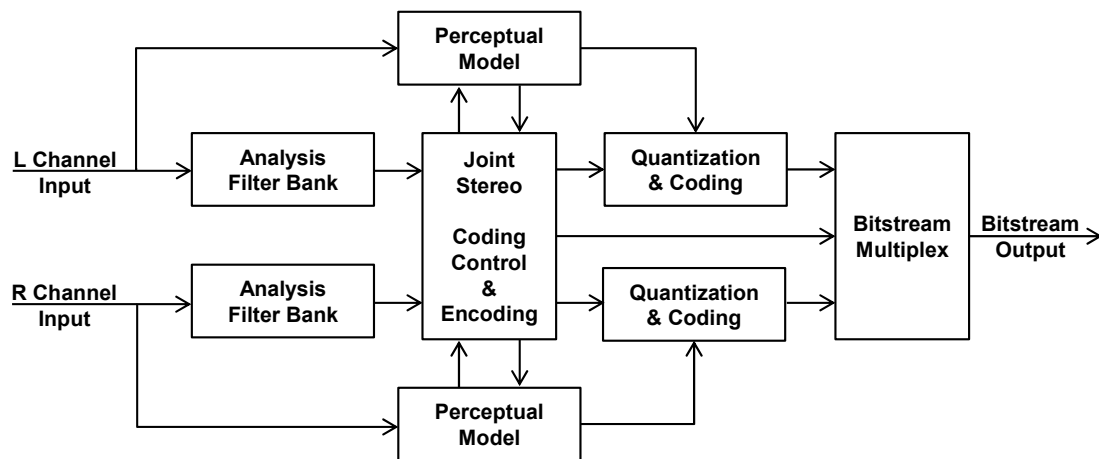 Perceptual
Model
L Channel
Input
Analysis
Filter Bank
Joint
Stereo
Coding
Control
&
Encoding
Quantization
& Coding
Bitstream
Multiplex
Bitstream
Output
R Channel
Input
Analysis
Filter Bank
Quantization
& Coding
Perceptual
Model